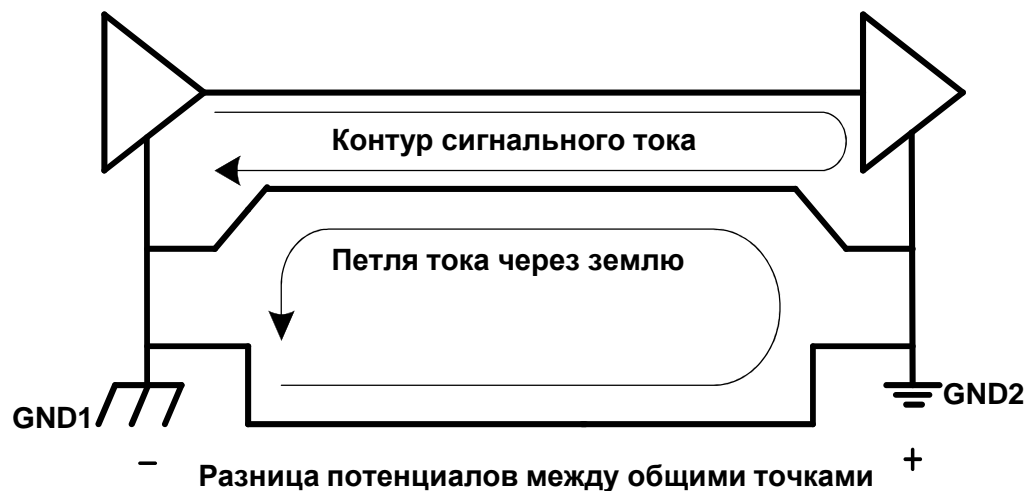 Контур сигнального тока
Петля тока через землю
GND1
GND2
– +
Разница потенциалов между общими точками